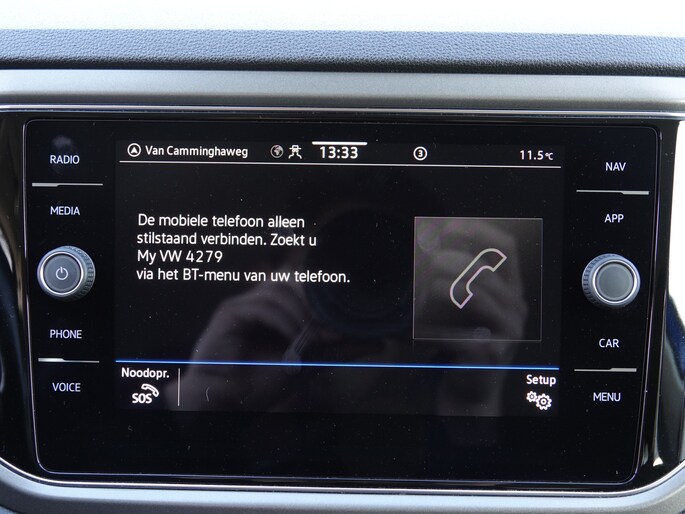 RADIO
MEDIA
PHONE
VOICE
Van Camminghaweg 13:33 3 11.5°C
De mobiele telefoon alleen
stilstaand verbinden. Zoekt u
My VW 4279
via het BT-menu van uw telefoon.
Noodopr.
SOS
Setup
NAV
APP
CAR
MENU